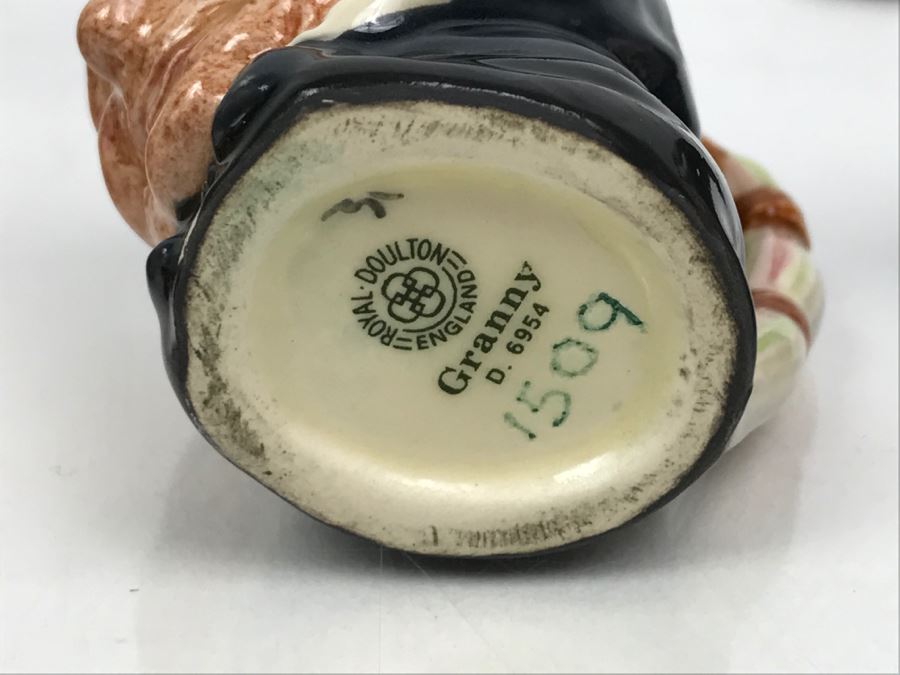 ROYAL · DOULTON
ENGLAND
Granny
D. 6954
1509